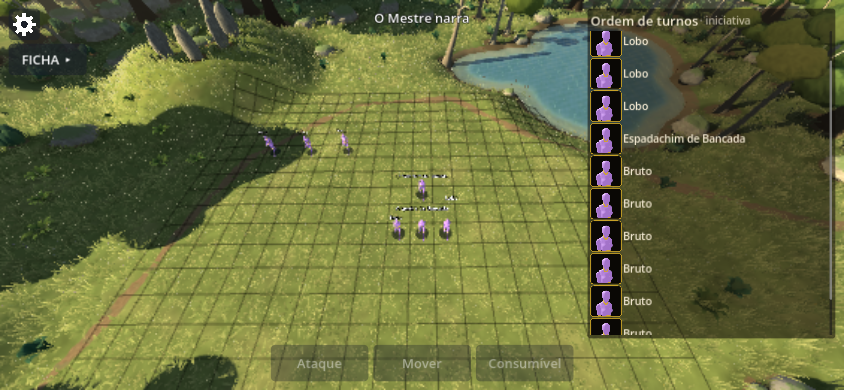 O Mestre narra
Ordem de turnos · iniciativa
FICHA ▸
Lobo
Lobo
Lobo
Espadachim de Bancada
Bruto
Bruto
Bruto
Bruto
Bruto
Bruto
Ataque
Mover
Consumível